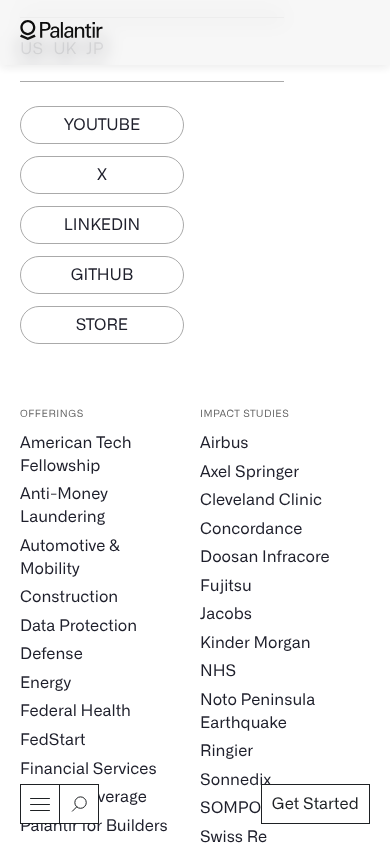 Palantir
US UK JP
YOUTUBE
X
LINKEDIN
GITHUB
STORE
OFFERINGS
American Tech
Fellowship
Anti-Money
Laundering
Automotive &
Mobility
Construction
Data Protection
Defense
Energy
Federal Health
FedStart
Financial Services
Palantir for Builders
IMPACT STUDIES
Airbus
Axel Springer
Cleveland Clinic
Concordance
Doosan Infracore
Fujitsu
Jacobs
Kinder Morgan
NHS
Noto Peninsula
Earthquake
Ringier
Sonnedix
SOMPO
Swiss Re
Get Started